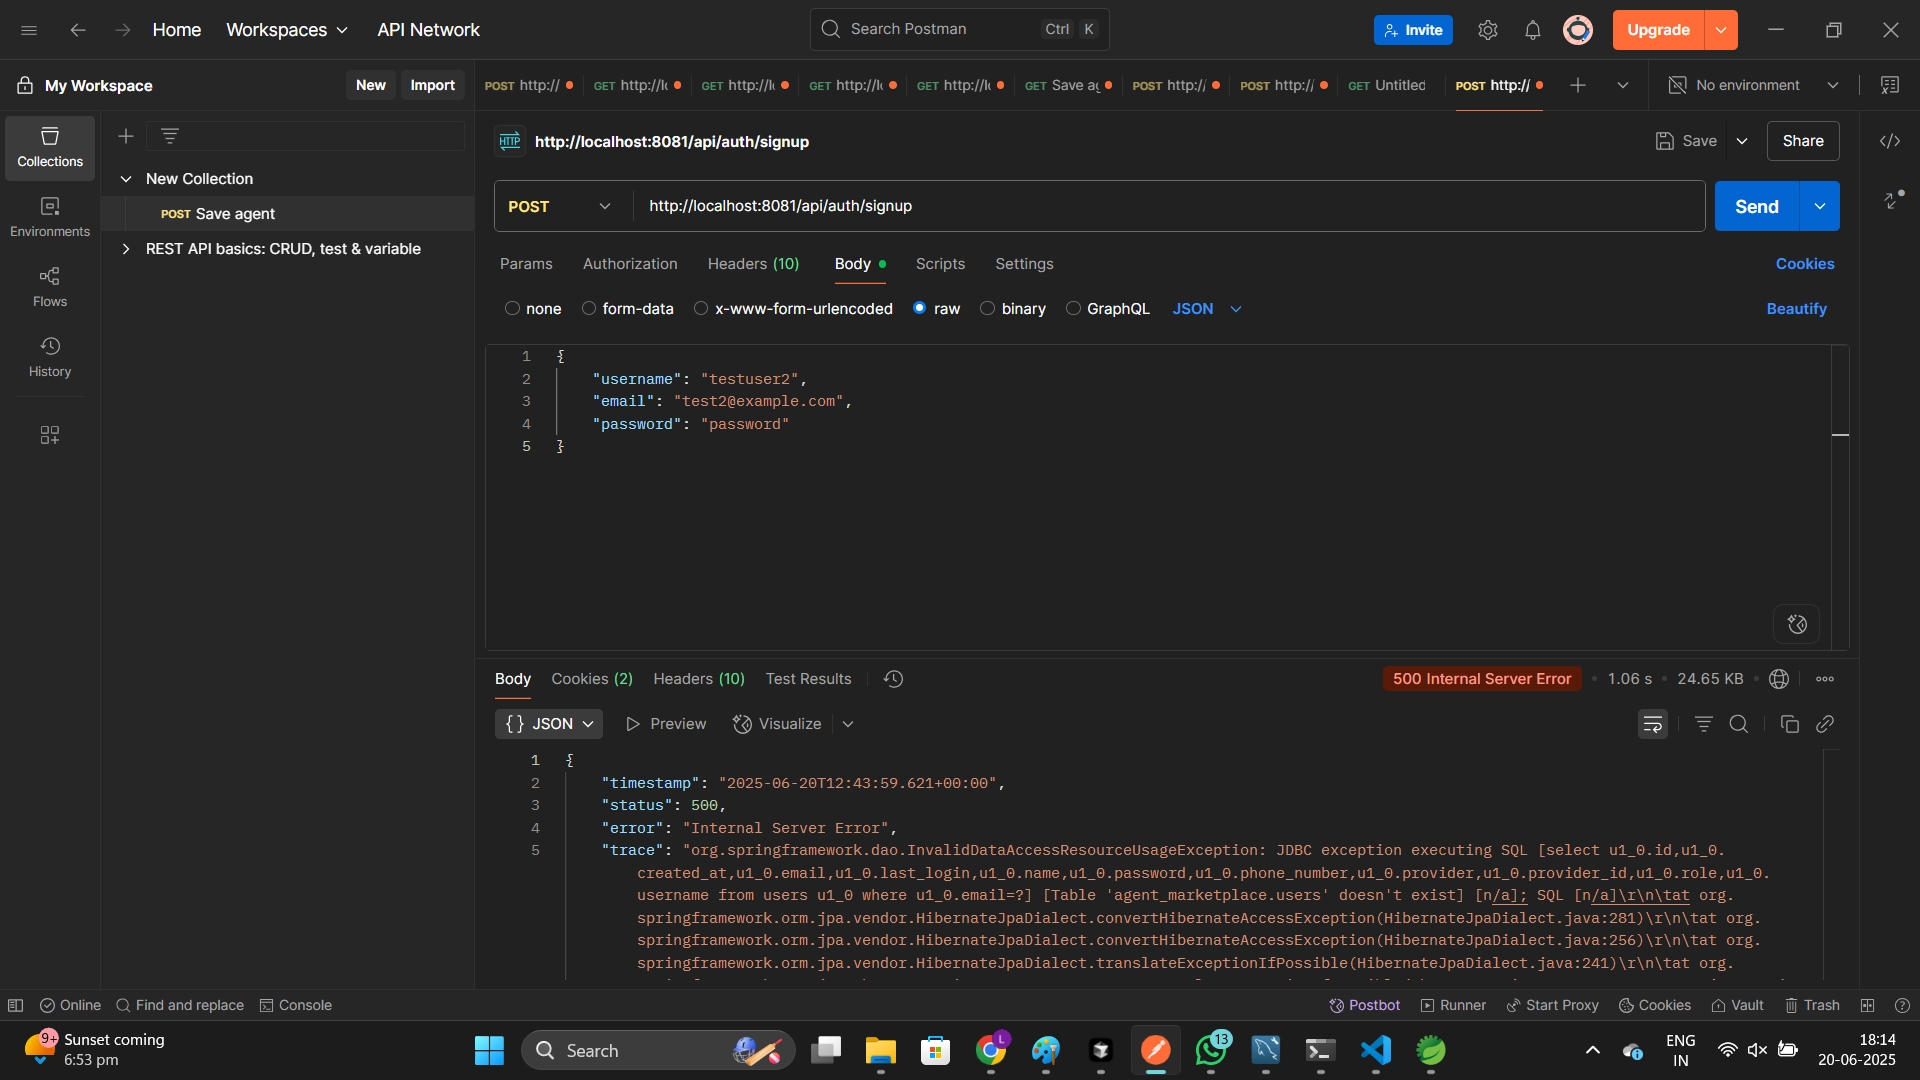 Home
Workspaces
API Network
Search Postman
Ctrl
K
Invite
Upgrade
My Workspace
New
Import
POST http://
GET http://l
GET http://l
GET http://l
GET http://l
GET Save a
POST http:/
POST http:/
GET Untitled
POST http://
No environment
Collections
Environments
Flows
History
New Collection
POST Save agent
REST API basics: CRUD, test & variable
HTTP
http://localhost:8081/api/auth/signup
Save
Share
POST
http://localhost:8081/api/auth/signup
Send
Params
Authorization
Headers (10)
Body
Scripts
Settings
Cookies
none
form-data
x-www-form-urlencoded
raw
binary
GraphQL
JSON
Beautify
1 {
2 "username": "testuser2",
3 "email": "test2@example.com",
4 "password": "password"
5 }
Body
Cookies (2)
Headers (10)
Test Results
500 Internal Server Error
1.06 s
24.65 KB
{} JSON
Preview
Visualize
1 {
2 "timestamp": "2025-06-20T12:43:59.621+00:00",
3 "status": 500,
4 "error": "Internal Server Error",
5 "trace": "org.springframework.dao.InvalidDataAccessResourceUsageException: JDBC exception executing SQL [select u1_0.id,u1_0.
created_at,u1_0.email,u1_0.last_login,u1_0.name,u1_0.password,u1_0.phone_number,u1_0.provider,u1_0.provider_id,u1_0.role,u1_0.
username from users u1_0 where u1_0.email=?] [Table 'agent_marketplace.users' doesn't exist] [n/a]; SQL [n/a]\r\n\tat org.
springframework.orm.jpa.vendor.HibernateJpaDialect.convertHibernateAccessException(HibernateJpaDialect.java:281)\r\n\tat org.
springframework.orm.jpa.vendor.HibernateJpaDialect.convertHibernateAccessException(HibernateJpaDialect.java:256)\r\n\tat org.
springframework.orm.jpa.vendor.HibernateJpaDialect.translateExceptionIfPossible(HibernateJpaDialect.java:241)\r\n\tat org.
Online
Find and replace
Console
Postbot
Runner
Start Proxy
Cookies
Vault
Trash
9+
Sunset coming
6:53 pm
Search
L
13
ENG
IN
18:14
20-06-2025